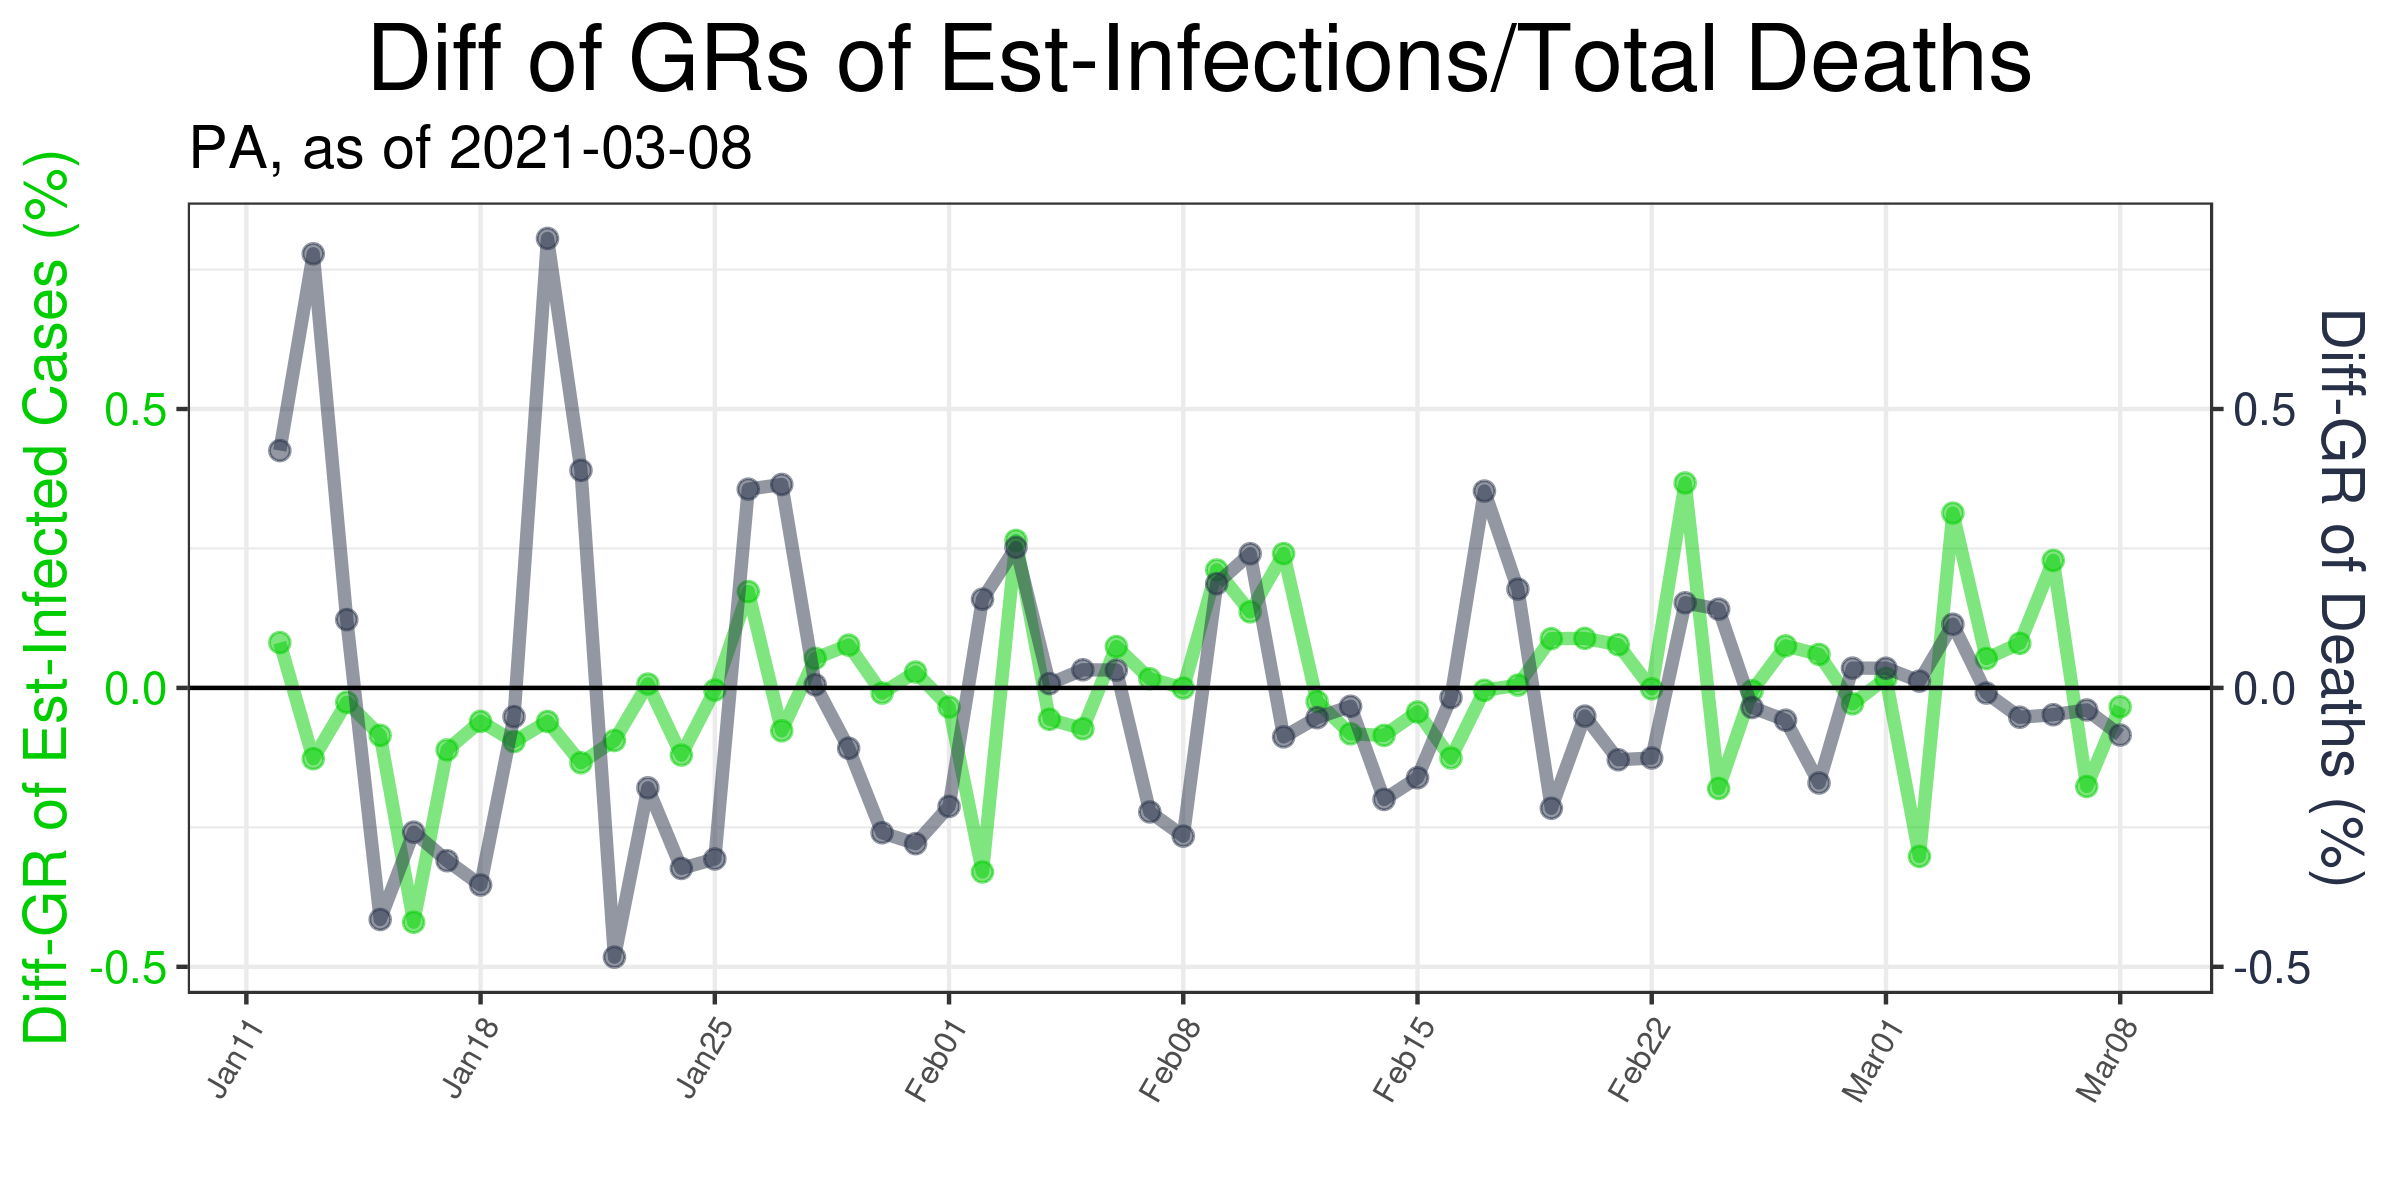 Diff of GRs of Est-Infections/Total Deaths
PA, as of 2021-03-08
Diff-GR of Est-Infected Cases (%)
0.5
0.0
-0.5
0.5
0.0
-0.5
Diff-GR of Deaths (%)
Jan11
Jan18
Jan25
Feb01
Feb08
Feb15
Feb22
Mar01
Mar08